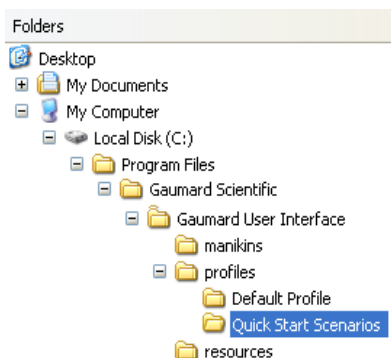 Folders
Desktop
My Documents
My Computer
Local Disk (C:)
Program Files
Gaumard Scientific
Gaumard User Interface
manikins
profiles
Default Profile
Quick Start Scenarios
resources